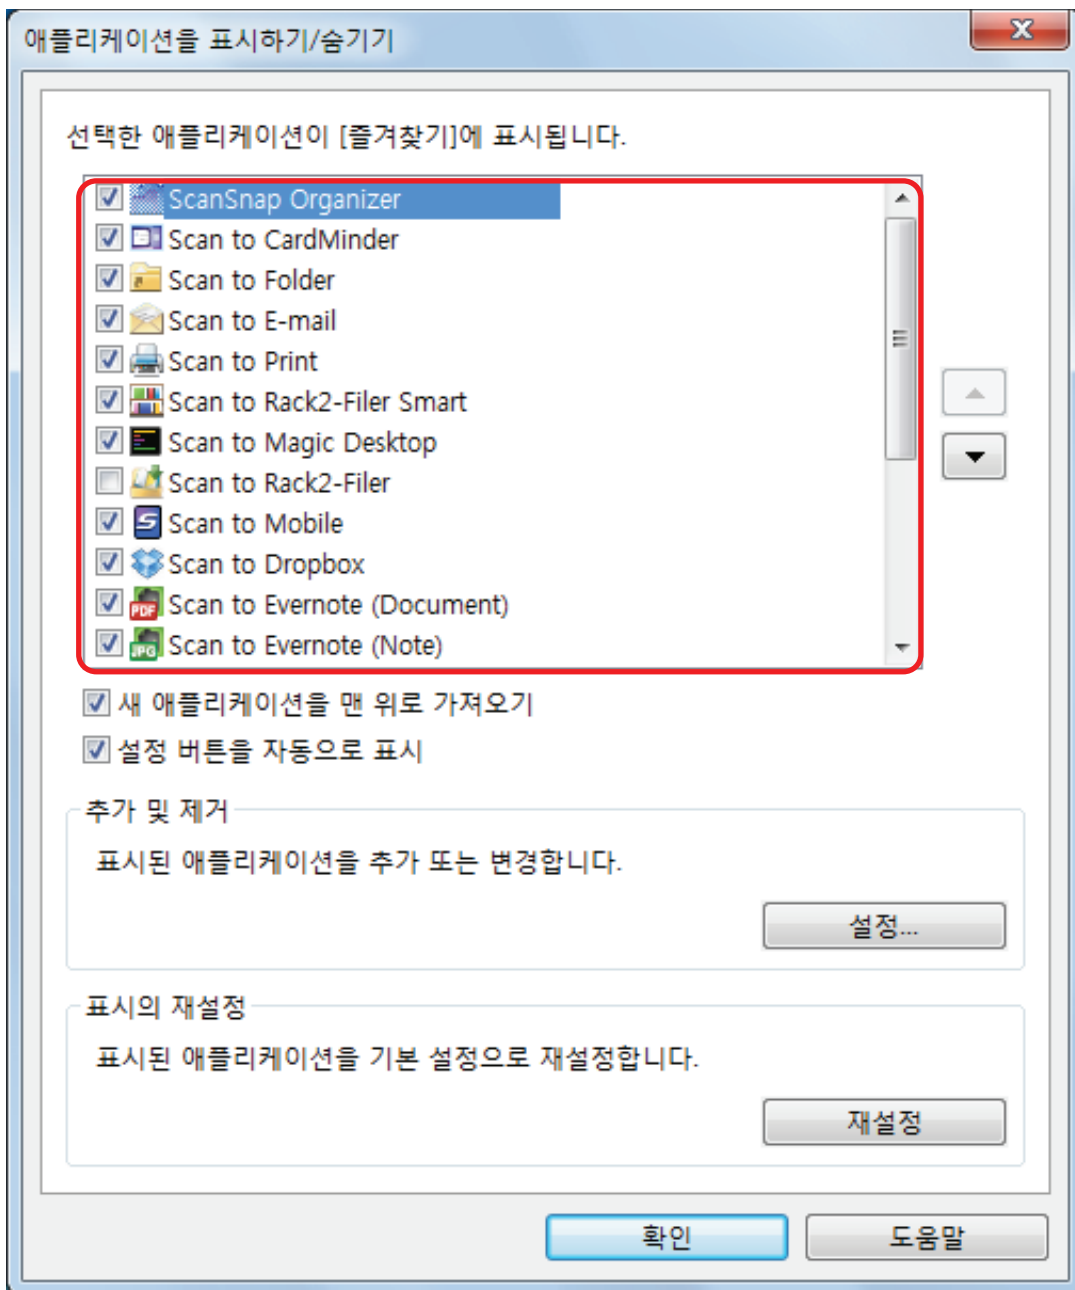 애플리케이션을 표시하기/숨기기
선택한 애플리케이션이 [즐겨찾기]에 표시됩니다.
ScanSnap Organizer
Scan to CardMinder
Scan to Folder
Scan to E-mail
Scan to Print
Scan to Rack2-Filer Smart
Scan to Magic Desktop
Scan to Rack2-Filer
Scan to Mobile
Scan to Dropbox
PDF Scan to Evernote (Document)
JPG Scan to Evernote (Note)
새 애플리케이션을 맨 위로 가져오기
설정 버튼을 자동으로 표시
추가 및 제거
표시된 애플리케이션을 추가 또는 변경합니다.
설정...
표시의 재설정
표시된 애플리케이션을 기본 설정으로 재설정합니다.
재설정
확인 도움말